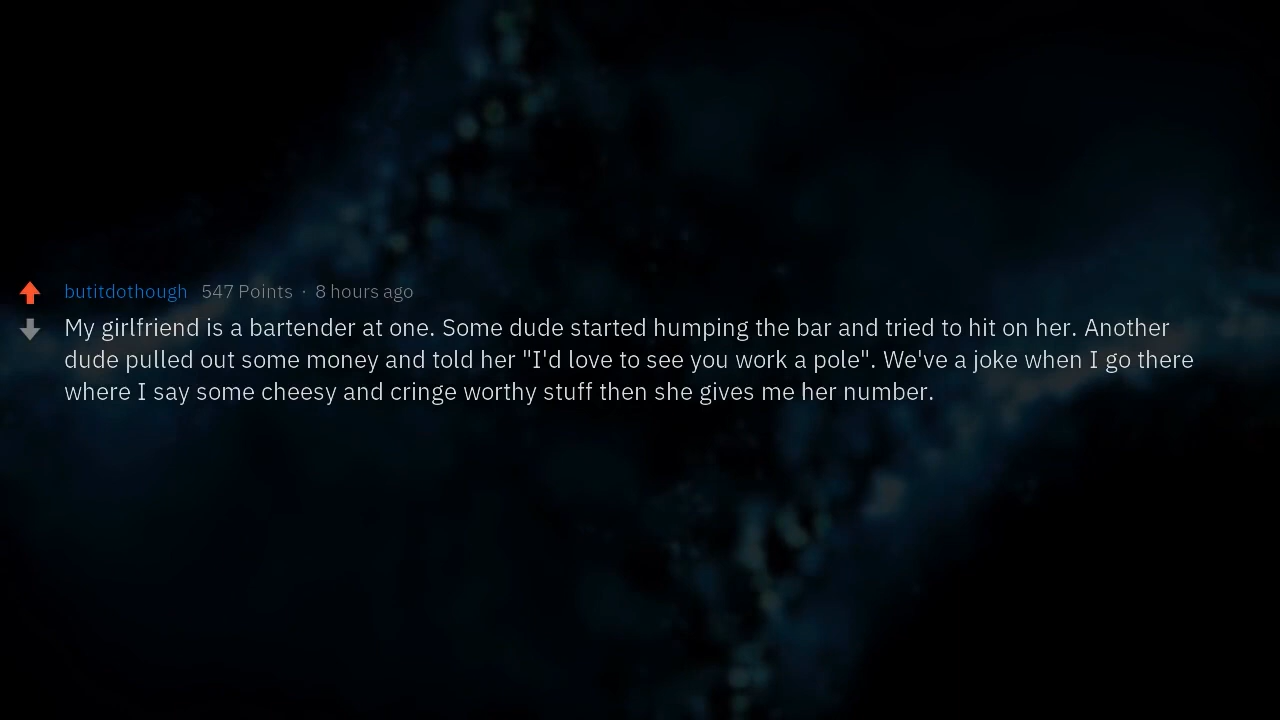 butitdothough 547 Points · 8 hours ago
My girlfriend is a bartender at one. Some dude started humping the bar and tried to hit on her. Another
dude pulled out some money and told her "I'd love to see you work a pole". We've a joke when I go there
where I say some cheesy and cringe worthy stuff then she gives me her number.